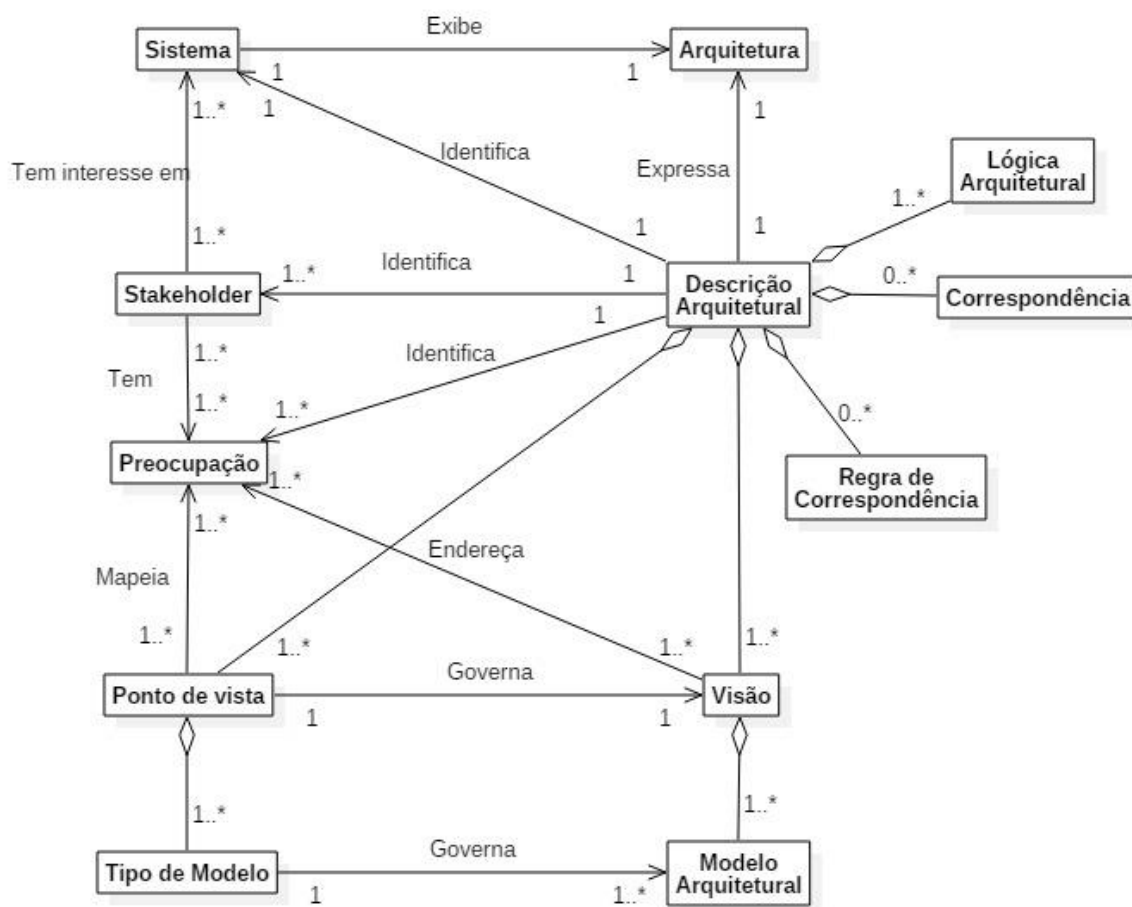 Exibe
Sistema
Arquitetura
1
1
1..*
1
1
Identifica
Tem interesse em
Expressa
Lógica
Arquitetural
1..*
1..*
1
1
Identifica
1..*
1
Stakeholder
Descrição
Arquitetural
0..*
Correspondência
1
Identifica
1..*
Tem
1..*
1..*
0..*
Preocupação
1..*
Regra de
Correspondência
1..*
Endereça
Mapeia
1..*
1..*
1..*
1..*
Governa
Ponto de vista
Visão
1
1
1..*
1..*
Governa
Tipo de Modelo
Modelo
Arquitetural
1
1..*